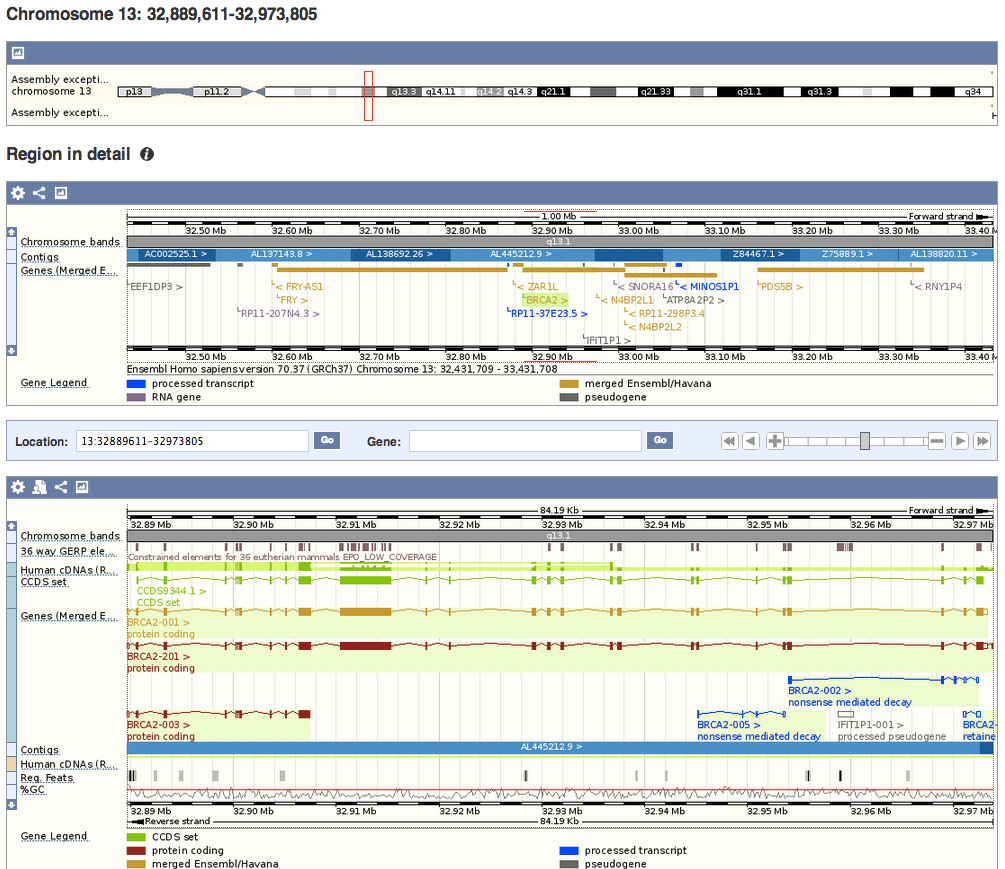 Chromosome 13: 32,889,611-32,973,805
Assembly excepti...
chromosome 13 p13 p11.2 q13.3 q14.11 q14.2 q14.3 q21.1 q21.33 q31.1 q31.3 q34
Assembly excepti...
Region in detail
1.00 Mb Forward strand
32.50 Mb 32.60 Mb 32.70 Mb 32.80 Mb 32.90 Mb 33.00 Mb 33.10 Mb 33.20 Mb 33.30 Mb 33.40 M
Chromosome bands q13.1
Contigs AC002525.1 > AL137143.8 > AL138692.26 > AL445212.9 > Z84467.1 > Z75889.1 > AL138820.11 >
Genes (Merged E...
EEF1DP3 > < FRY-AS1 < ZAR1L < SNORA16 < MINOS1P1 PDS5B > < RNY1P4
FRY > BRCA2 > < N4BP2L1 ATP8A2P2 >
RP11-207N4.3 > RP11-37E23.5 > < RP11-298P3.4
< N4BP2L2
IFIT1P1 >
32.50 Mb 32.60 Mb 32.70 Mb 32.80 Mb 32.90 Mb 33.00 Mb 33.10 Mb 33.20 Mb 33.30 Mb 33.40 M
Ensembl Homo sapiens version 70.37 (GRCh37) Chromosome 13: 32,431,709 - 33,431,708
Gene Legend processed transcript merged Ensembl/Havana
RNA gene pseudogene
Location: 13:32889611-32973805 Go Gene: Go
84.19 Kb Forward strand
32.89 Mb 32.90 Mb 32.91 Mb 32.92 Mb 32.93 Mb 32.94 Mb 32.95 Mb 32.96 Mb 32.97 Mb
Chromosome bands q13.1
36 way GERP ele...
Constrained elements for 36 eutherian mammals EPO_LOW_COVERAGE
Human cDNAs (R...
CCDS set
CCDS9344.1 >
CCDS set
Genes (Merged E...
BRCA2-001 >
protein coding
BRCA2-201 >
protein coding
BRCA2-002 >
nonsense mediated decay
BRCA2-003 > BRCA2-005 > IFIT1P1-001 > BRCA2-
protein coding nonsense mediated decay processed pseudogene retaine
Contigs AL445212.9 >
Human cDNAs (R...
Reg. Feats
%GC
32.89 Mb 32.90 Mb 32.91 Mb 32.92 Mb 32.93 Mb 32.94 Mb 32.95 Mb 32.96 Mb 32.97 Mb
Reverse strand 84.19 Kb
Gene Legend CCDS set
protein coding processed transcript
merged Ensembl/Havana pseudogene